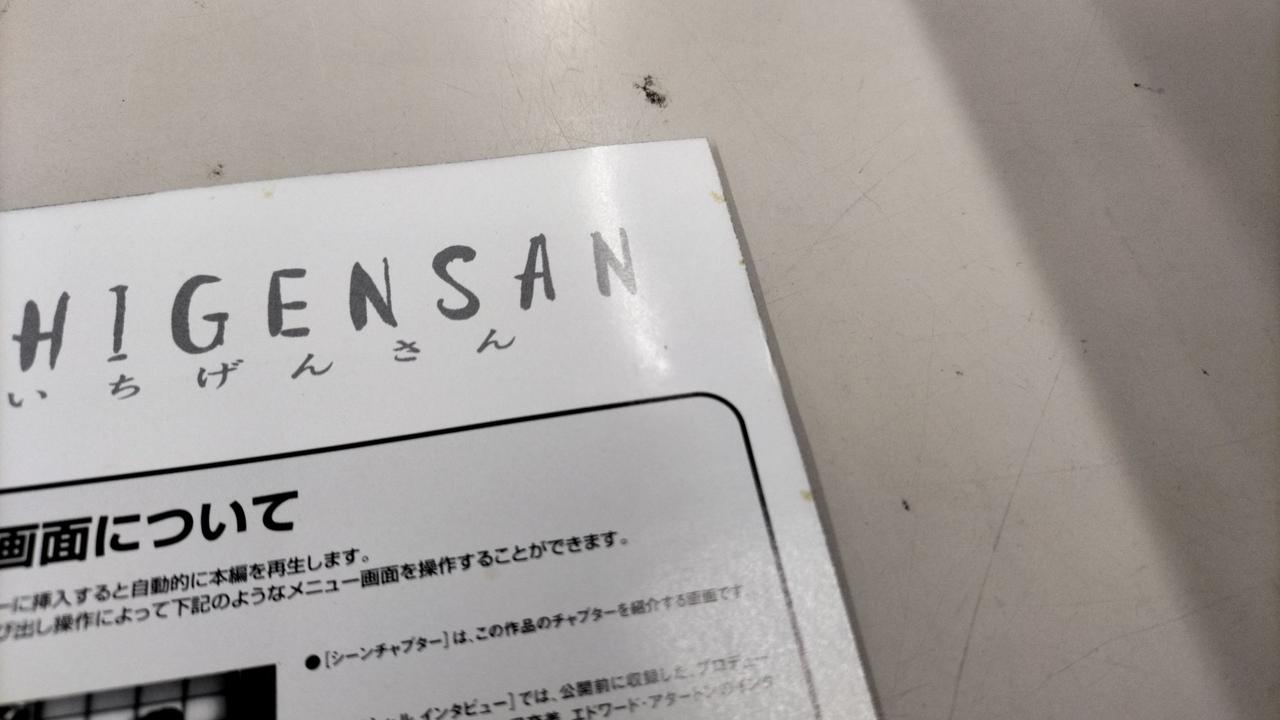 HIGENSAN
いちげんさん
画面について
ーに挿入すると自動的に本編を再生します。
び出し操作によって下記のようなメニュー画面を操作することができます。
●[シーンチャプター]は、この作品のチャプターを紹介する画面です
インタビュー]では、公開前に収録した、プロデュー
エドワード・アタートンのインタ